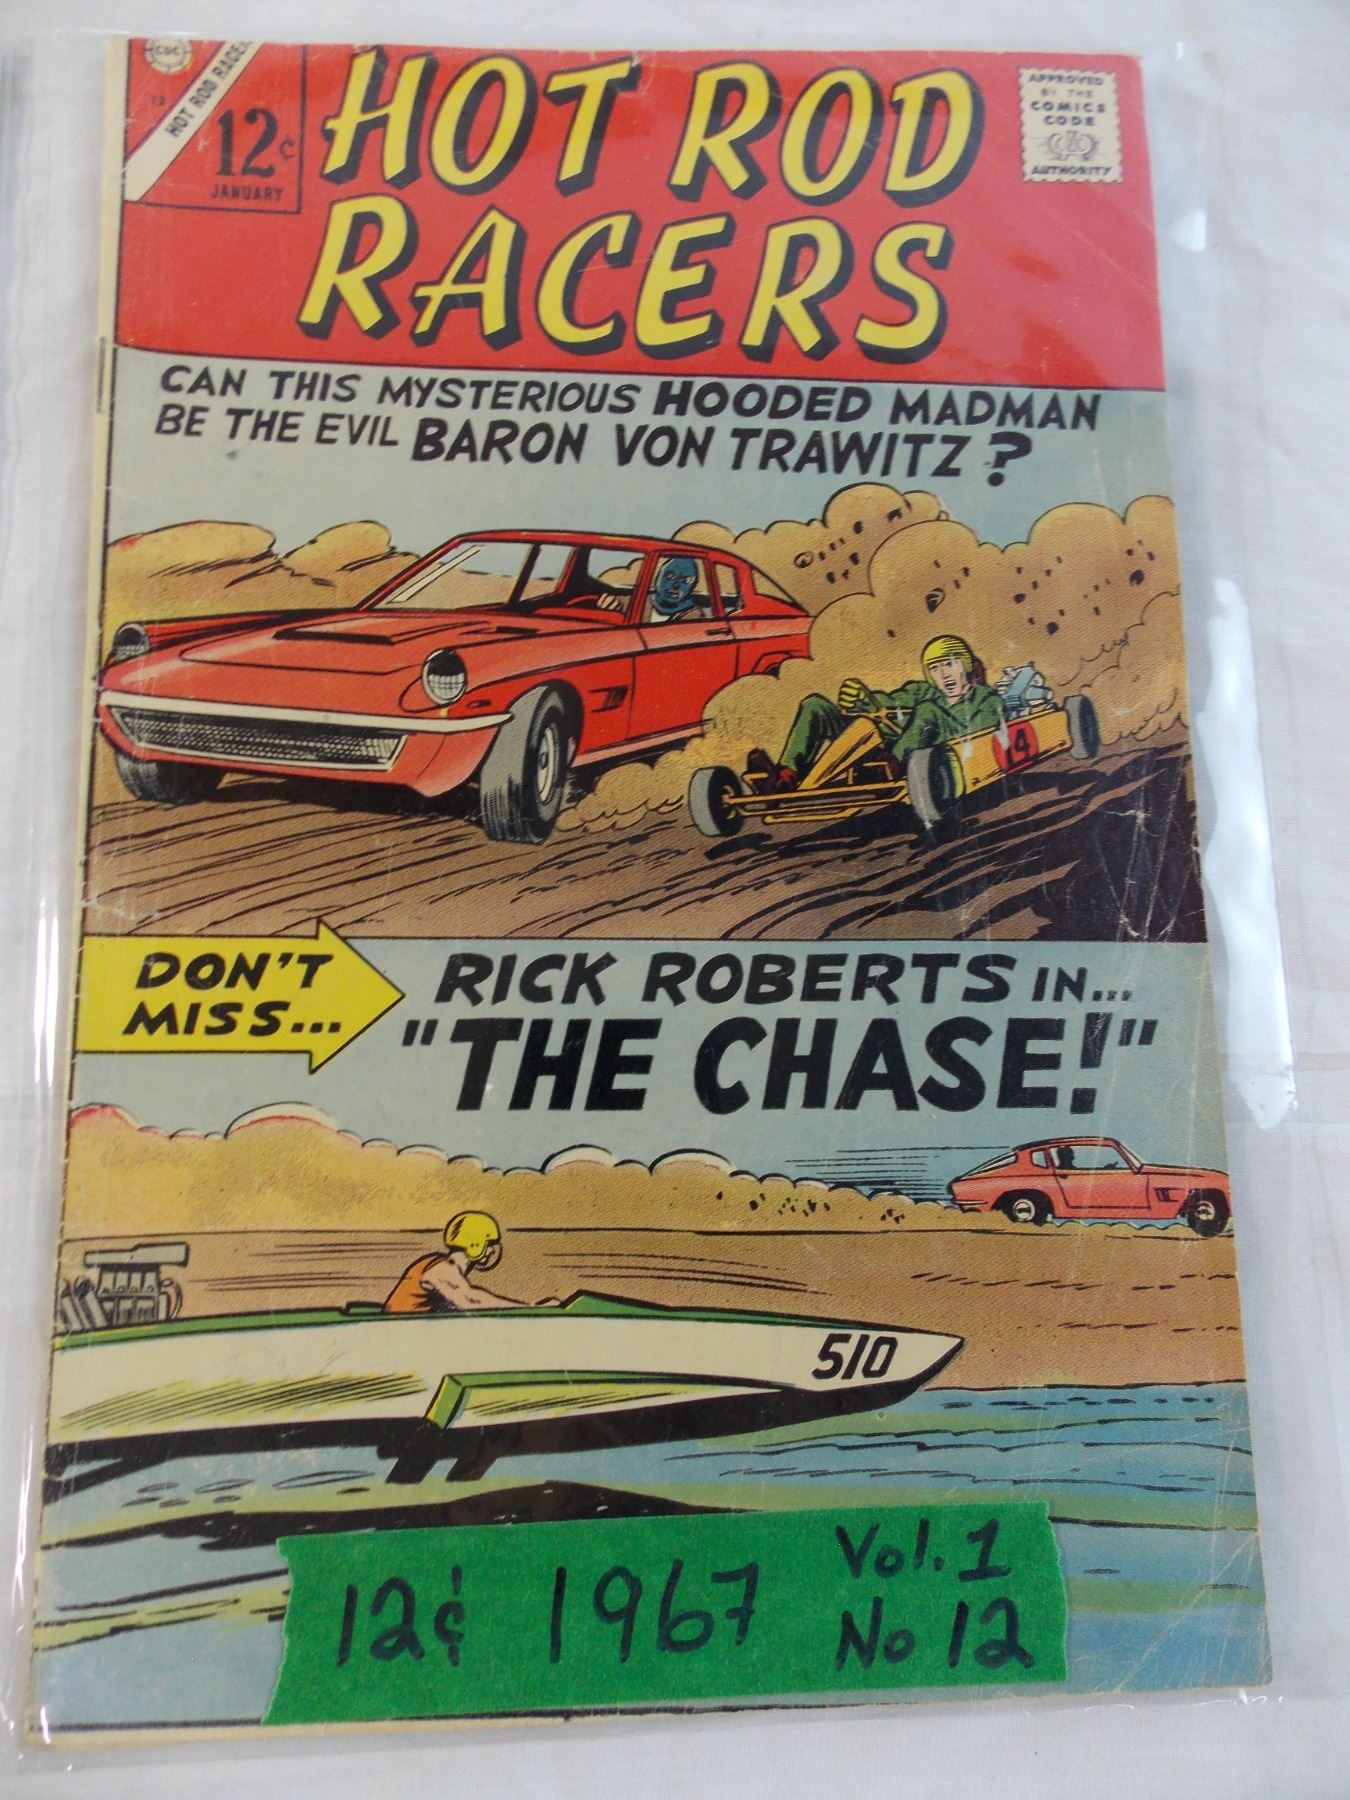 CDC
HOT ROD RACERS
12
12¢
JANUARY
HOT ROD
RACERS
APPROVED
BY THE
COMICS
CODE
AUTHORITY
CAN THIS MYSTERIOUS HOODED MADMAN
BE THE EVIL BARON VON TRAWITZ?
14
DON'T
MISS...
RICK ROBERTS IN...
"THE CHASE!"
510
12¢ 1967 Vol. 1
No 12